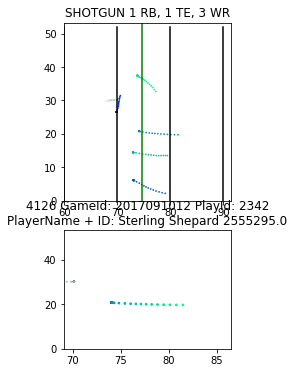 SHOTGUN 1 RB, 1 TE, 3 WR
50
40
30
20
10
0
60 70 80 90
4126 GameId: 2017091012 PlayId: 2342
PlayerName + ID: Sterling Shepard 2555295.0
40
20
0
70 75 80 85